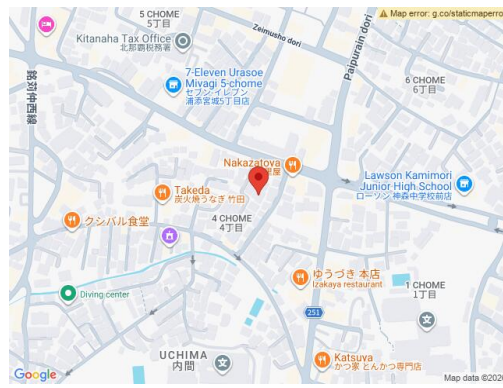 Map error: g.co/staticmaperro
5 CHOME
5丁目
Kitanaha Tax Office
北那覇税務署
Zeimusho dori
Paipurain dori
銘苅仲西線
7-Eleven Urasoe
Miyagi 5-chome
セブン-イレブン
浦添宮城5丁目店
6 CHOME
6丁目
Nakazatoya
Lawson Kamimori
Junior High School
ローソン 神森中学校前店
Takeda
炭火焼うなぎ 竹田
クシバル食堂
4 CHOME
4丁目
ゆうづき 本店
Izakaya restaurant
Diving center
1 CHOME
1丁目
251
UCHIMA
内間
Katsuya
かつ家 とんかつ専門店
Google
Map data ©202